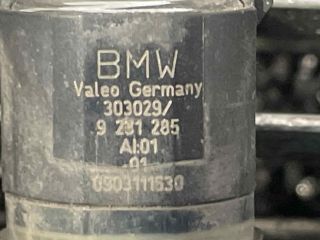 BMW
Valeo Germany
303029/
9 231 285
AI:01
01
0303111530